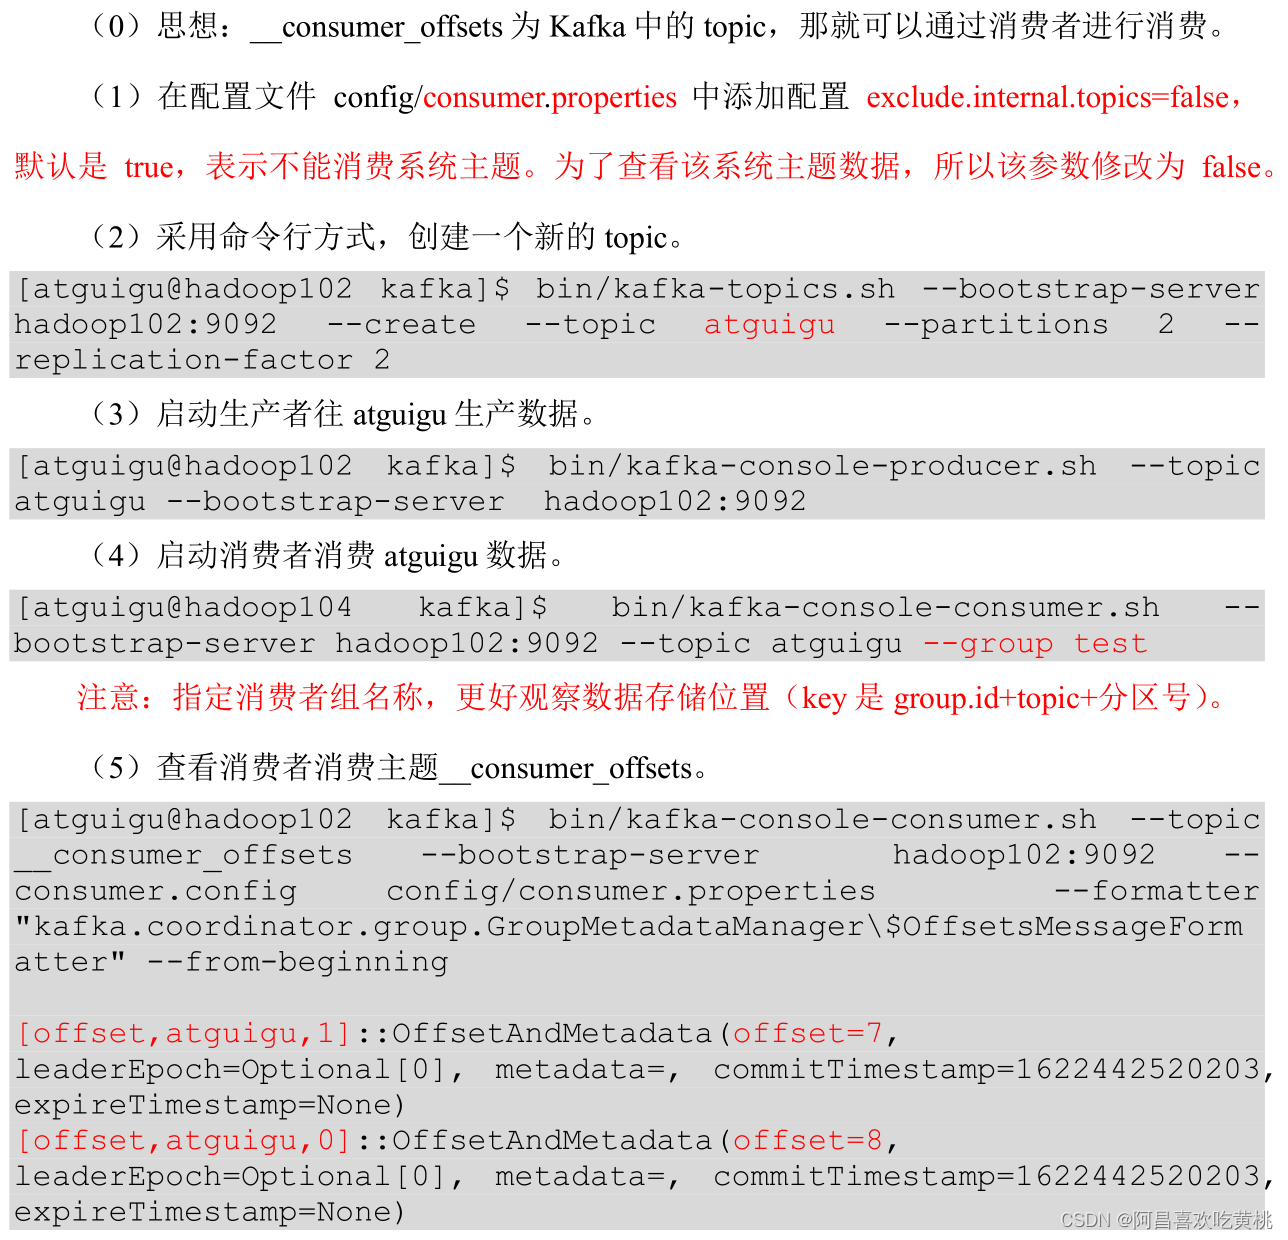 （0）思想：__consumer_offsets 为 Kafka 中的 topic，那就可以通过消费者进行消费。
（1）在配置文件 config/consumer.properties 中添加配置 exclude.internal.topics=false，
默认是 true，表示不能消费系统主题。为了查看该系统主题数据，所以该参数修改为 false。
（2）采用命令行方式，创建一个新的 topic。
[atguigu@hadoop102 kafka]$ bin/kafka-topics.sh --bootstrap-server
hadoop102:9092 --create --topic atguigu --partitions 2 --
replication-factor 2
（3）启动生产者往 atguigu 生产数据。
[atguigu@hadoop102 kafka]$ bin/kafka-console-producer.sh --topic
atguigu --bootstrap-server hadoop102:9092
（4）启动消费者消费 atguigu 数据。
[atguigu@hadoop104 kafka]$ bin/kafka-console-consumer.sh --
bootstrap-server hadoop102:9092 --topic atguigu --group test
注意：指定消费者组名称，更好观察数据存储位置（key 是 group.id+topic+分区号）。
（5）查看消费者消费主题__consumer_offsets。
[atguigu@hadoop102 kafka]$ bin/kafka-console-consumer.sh --topic
__consumer_offsets --bootstrap-server hadoop102:9092 --
consumer.config config/consumer.properties --formatter
"kafka.coordinator.group.GroupMetadataManager\$OffsetsMessageForm
atter" --from-beginning
[offset,atguigu,1]::OffsetAndMetadata(offset=7,
leaderEpoch=Optional[0], metadata=, commitTimestamp=1622442520203,
expireTimestamp=None)
[offset,atguigu,0]::OffsetAndMetadata(offset=8,
leaderEpoch=Optional[0], metadata=, commitTimestamp=1622442520203,
expireTimestamp=None)
CSDN @阿昌喜欢吃黄桃